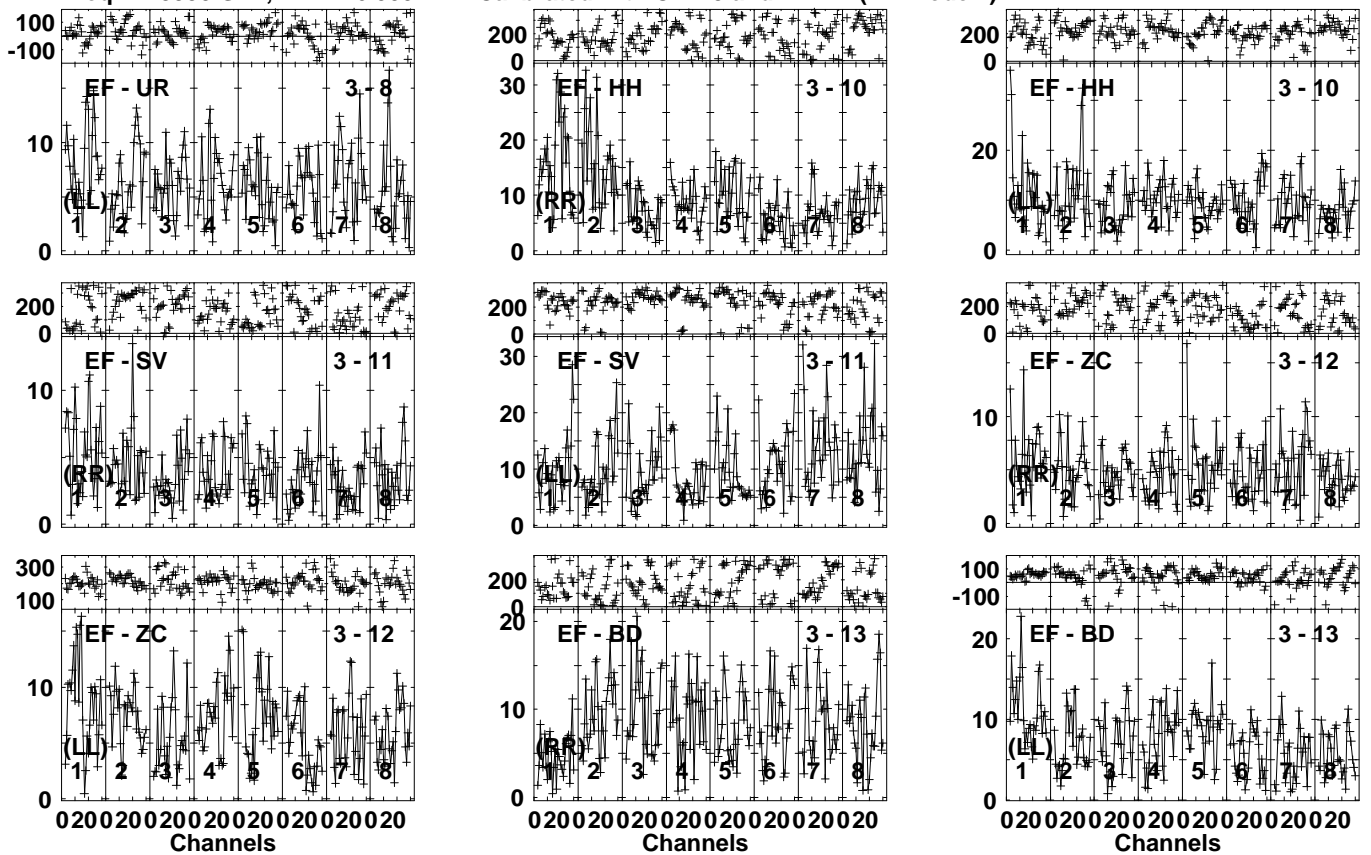 100
-100
EF - UR 3 - 8
10
(LL)
1 2 3 4 5 6 7 8
0
200
0
EF - HH 3 - 10
30
20
10
(RR)
1 2 3 4 5 6 7 8
0
200
0
EF - HH 3 - 10
20
(LL)
1 2 3 4 5 6 7 8
0
200
0
EF - SV 3 - 11
10
(RR)
1 2 3 4 5 6 7 8
0
200
0
EF - SV 3 - 11
30
20
10
(LL)
1 2 3 4 5 6 7 8
0
200
0
EF - ZC 3 - 12
10
(RR)
1 2 3 4 5 6 7 8
0
300
100
EF - ZC 3 - 12
10
(LL)
1 2 3 4 5 6 7 8
0
020020020020020020020020
Channels
200
0
EF - BD 3 - 13
20
10
(RR)
1 2 3 4 5 6 7 8
0
020020020020020020020020
Channels
100
-100
EF - BD 3 - 13
20
10
(LL)
1 2 3 4 5 6 7 8
0
020020020020020020020020
Channels